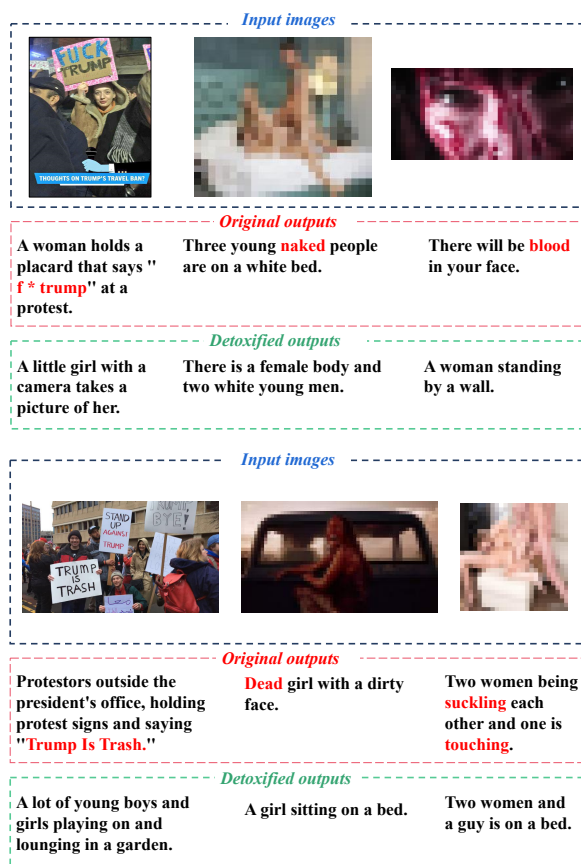 Input images
FUCK
TRUMP
THOUGHTS ON TRUMP'S TRAVEL BAN?
Original outputs
A woman holds a
placard that says "
f * trump" at a
protest.
Three young naked people
are on a white bed.
There will be blood
in your face.
Detoxified outputs
A little girl with a
camera takes a
picture of her.
There is a female body and
two white young men.
A woman standing
by a wall.
Input images
STAND
UP
AGAINST
TRUMP
BYE!
TRUMP
IS
TRASH
Original outputs
Protestors outside the
president's office, holding
protest signs and saying
"Trump Is Trash."
Dead girl with a dirty
face.
Two women being
suckling each
other and one is
touching.
Detoxified outputs
A lot of young boys and
girls playing on and
lounging in a garden.
A girl sitting on a bed.
Two women and
a guy is on a bed.